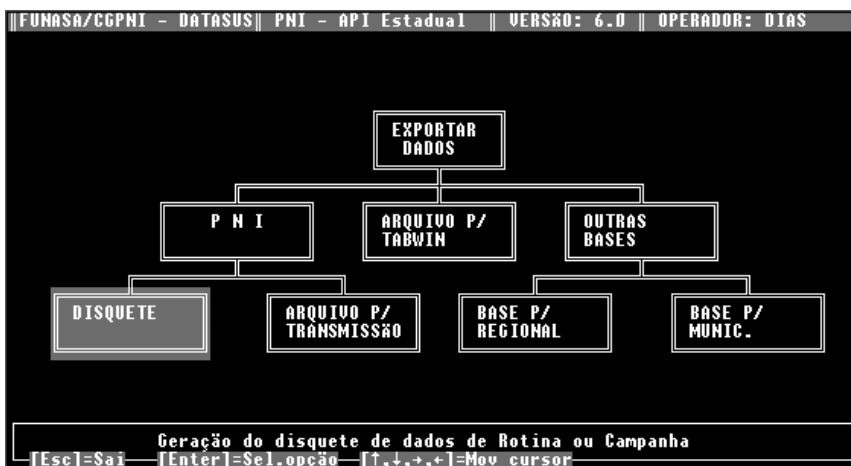 FUNASA/CGPNI - DATASUS PNI - API Estadual VERSÄO: 6.0 OPERADOR: DIAS
EXPORTAR
DADOS
P N I
ARQUIVO P/
TABWIN
OUTRAS
BASES
DISQUETE
ARQUIVO P/
TRANSMISSÄO
BASE P/
REGIONAL
BASE P/
MUNIC.
Geração do disquete de dados de Rotina ou Campanha
[Esc]=Sai [Enter]=Sel.opção [↑,↓,→,←]=Mov cursor